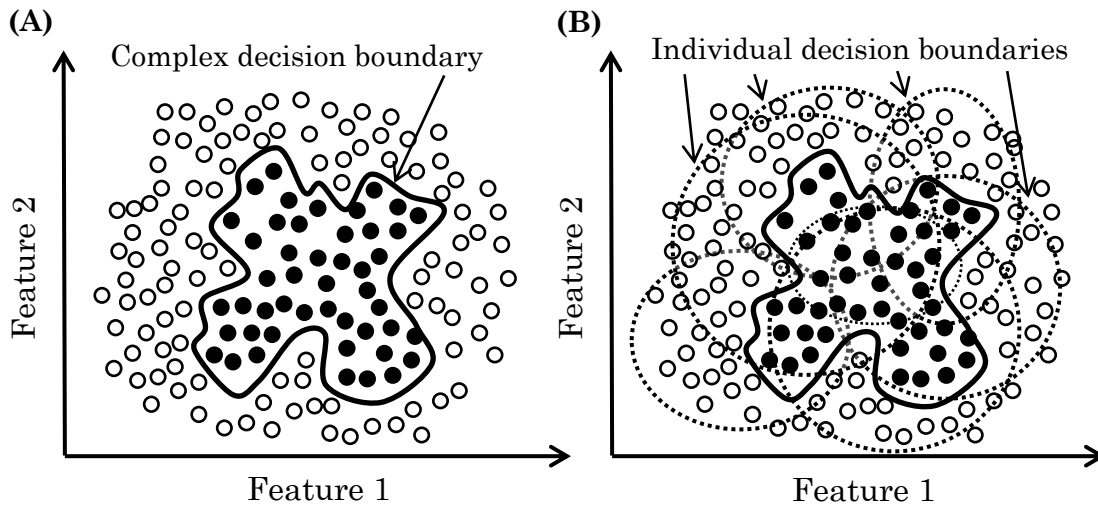 (A)
Complex decision boundary
Feature 2
Feature 1
(B)
Individual decision boundaries
Feature 2
Feature 1